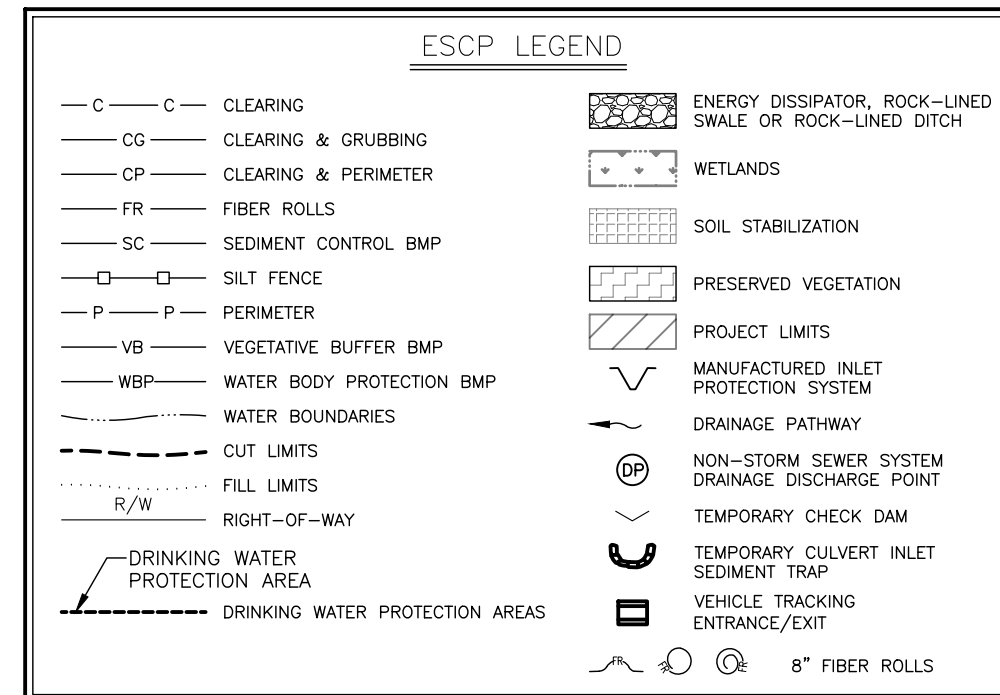 ESCP LEGEND
C C CLEARING
CG CLEARING & GRUBBING
CP CLEARING & PERIMETER
FR FIBER ROLLS
SC SEDIMENT CONTROL BMP
SILT FENCE
P P PERIMETER
VB VEGETATIVE BUFFER BMP
WBP WATER BODY PROTECTION BMP
WATER BOUNDARIES
CUT LIMITS
FILL LIMITS
R/W
RIGHT-OF-WAY
DRINKING WATER
PROTECTION AREA
DRINKING WATER PROTECTION AREAS
ENERGY DISSIPATOR, ROCK-LINED
SWALE OR ROCK-LINED DITCH
WETLANDS
SOIL STABILIZATION
PRESERVED VEGETATION
PROJECT LIMITS
MANUFACTURED INLET
PROTECTION SYSTEM
DRAINAGE PATHWAY
DP NON-STORM SEWER SYSTEM
DRAINAGE DISCHARGE POINT
TEMPORARY CHECK DAM
TEMPORARY CULVERT INLET
SEDIMENT TRAP
VEHICLE TRACKING
ENTRANCE/EXIT
FR FR FR 8" FIBER ROLLS